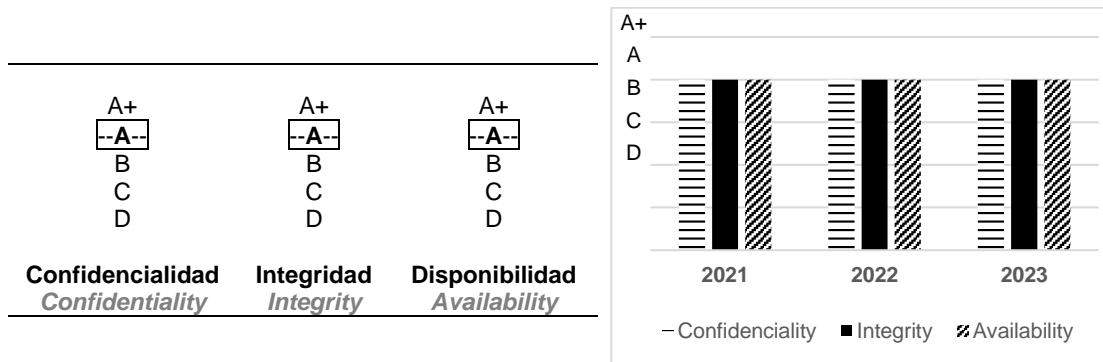 A+ A+ A+
--A-- --A-- --A--
B B B
C C C
D D D
Confidencialidad Integridad Disponibilidad
Confidentiality Integrity Availability
A+
A
B
C
D
2021 2022 2023
Confidenciality Integrity Availability